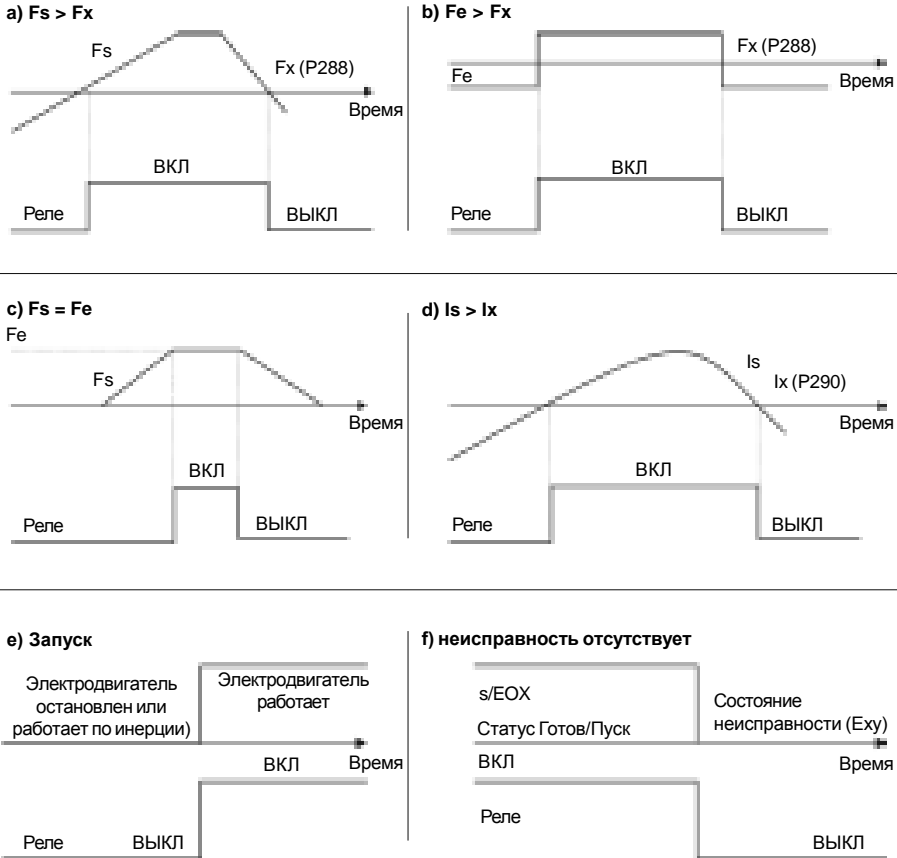 a) Fs > Fx
Fs
Fx (P288)
Время
ВКЛ
Реле
ВЫКЛ
b) Fe > Fx
Fx (P288)
Fe
Время
ВКЛ
Реле
ВЫКЛ
c) Fs = Fe
Fe
Fs
Время
ВКЛ
Реле
ВЫКЛ
d) Is > Ix
Is
Ix (P290)
Время
ВКЛ
Реле
ВЫКЛ
e) Запуск
Электродвигатель
остановлен или
работает по инерции)
Электродвигатель
работает
ВКЛ
Время
Реле
ВЫКЛ
f) неисправность отсутствует
s/EOX
Статус Готов/Пуск
Состояние
неисправности (Exy)
ВКЛ
Время
Реле
ВЫКЛ